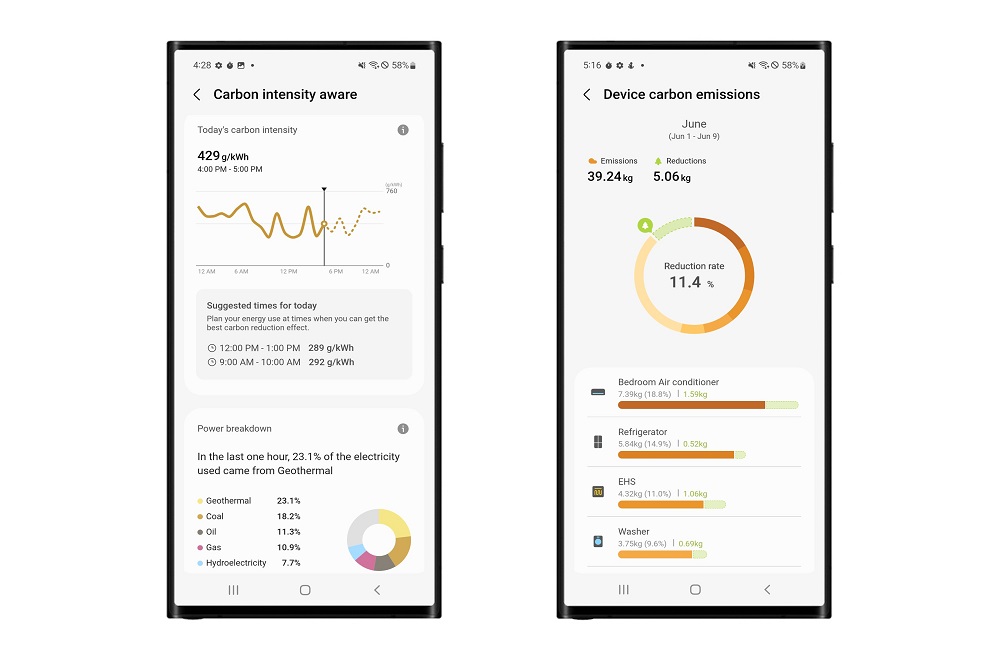 4:28
58%
Carbon intensity aware
Today's carbon intensity
429 g/kWh
4:00 PM - 5:00 PM
(g/kWh)
760
0
12 AM 6 AM 12 PM 6 PM 12 AM
Suggested times for today
Plan your energy use at times when you can get the
best carbon reduction effect.
12:00 PM - 1:00 PM 289 g/kWh
9:00 AM - 10:00 AM 292 g/kWh
Power breakdown
In the last one hour, 23.1% of the electricity
used came from Geothermal
Geothermal 23.1%
Coal 18.2%
Oil 11.3%
Gas 10.9%
Hydroelectricity 7.7%
5:16
58%
Device carbon emissions
June
(Jun 1 - Jun 9)
Emissions Reductions
39.24 kg 5.06 kg
Reduction rate
11.4 %
Bedroom Air conditioner
7.39kg (18.8%) | 1.59kg
Refrigerator
5.84kg (14.9%) | 0.52kg
EHS
4.32kg (11.0%) | 1.06kg
Washer
3.75kg (9.6%) | 0.69kg